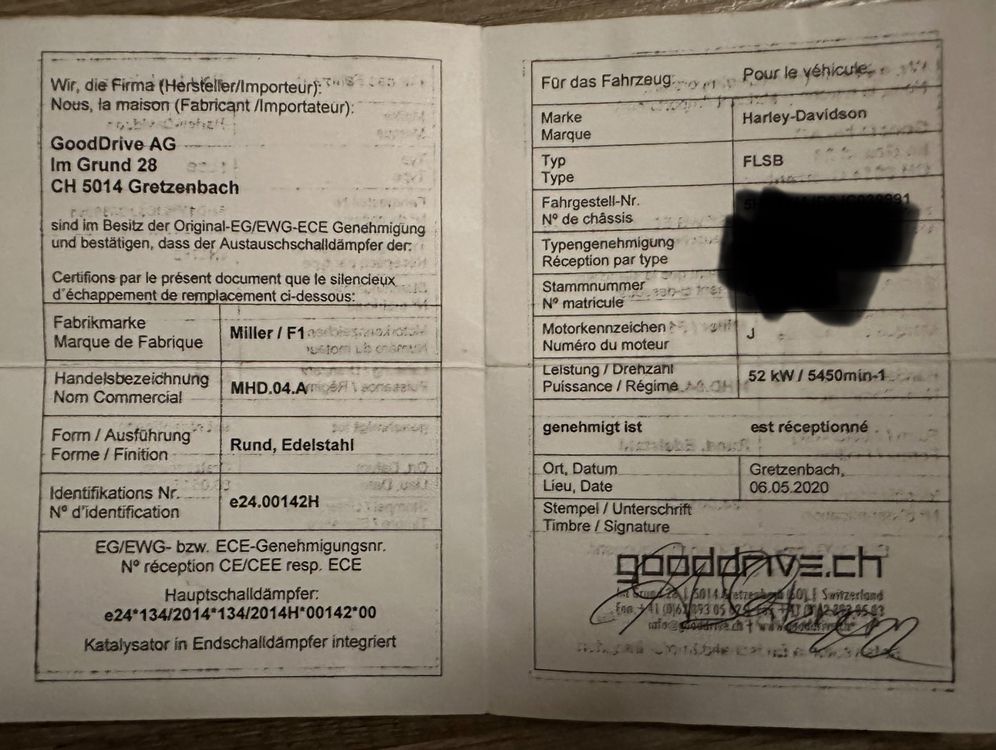 Wir, die Firma (Hersteller/Importeur):
Nous, la maison (Fabricant /Importateur):
GoodDrive AG
Im Grund 28
CH 5014 Gretzenbach
sind im Besitz der Original-EG/EWG-ECE Genehmigung
und bestätigen, dass der Austauschschalldämpfer der:
Certifions par le présent document que le silencieux
d'échappement de remplacement ci-dessous:
Fabrikmarke
Marque de Fabrique
Miller / F1
Handelsbezeichnung
Nom Commercial
MHD.04.A
Form / Ausführung
Forme / Finition
Rund, Edelstahl
Identifikations Nr.
N° d'identification
e24.00142H
EG/EWG- bzw. ECE-Genehmigungsnr.
N° réception CE/CEE resp. ECE
Hauptschalldämpfer:
e24*134/2014*134/2014H*00142*00
Katalysator in Endschalldämpfer integriert
Für das Fahrzeug:
Pour le véhicule:
Marke
Marque
Harley-Davidson
Typ
Type
FLSB
Fahrgestell-Nr.
N° de châssis
Typengenehmigung
Réception par type
Stammnummer
N° matricule
Motorkennzeichen
Numéro du moteur
J
Leistung / Drehzahl
Puissance / Régime
52 kW / 5450min-1
genehmigt ist
est réceptionné
Ort, Datum
Lieu, Date
Gretzenbach,
06.05.2020
Stempel / Unterschrift
Timbre / Signature
gooddrive.ch
Im Grund 28 | 5014 Gretzenbach (SO) | Switzerland